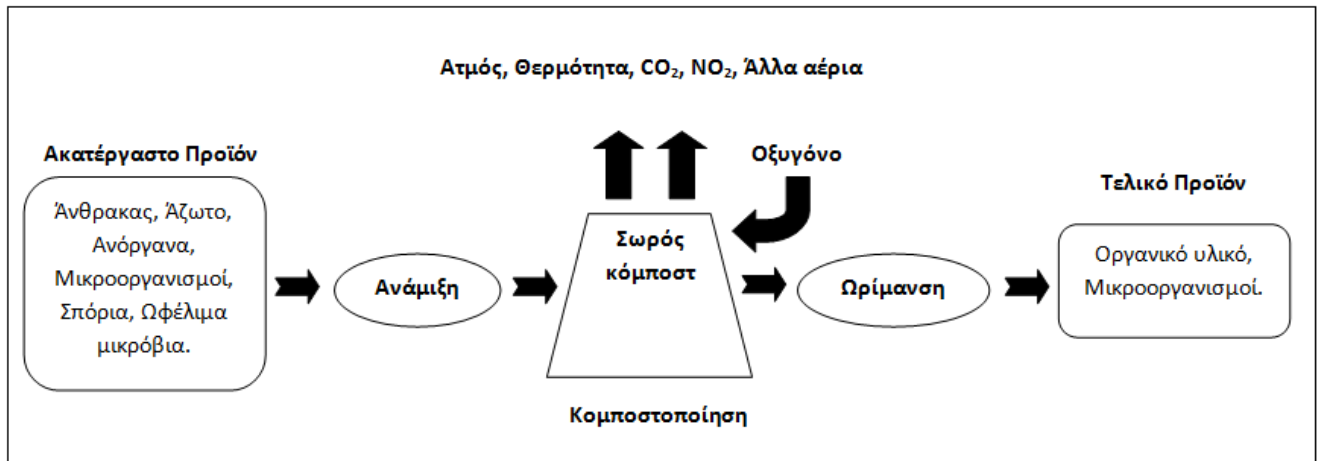 Ατμός, Θερμότητα, CO₂, NO₂, Άλλα αέρια
Ακατέργαστο Προϊόν
Άνθρακας, Άζωτο,
Ανόργανα,
Μικροοργανισμοί,
Σπόρια, Ωφέλιμα
μικρόβια.
Ανάμιξη
Οξυγόνο
Σωρός
κόμποστ
Κομποστοποίηση
Ωρίμανση
Τελικό Προϊόν
Οργανικό υλικό,
Μικροοργανισμοί.